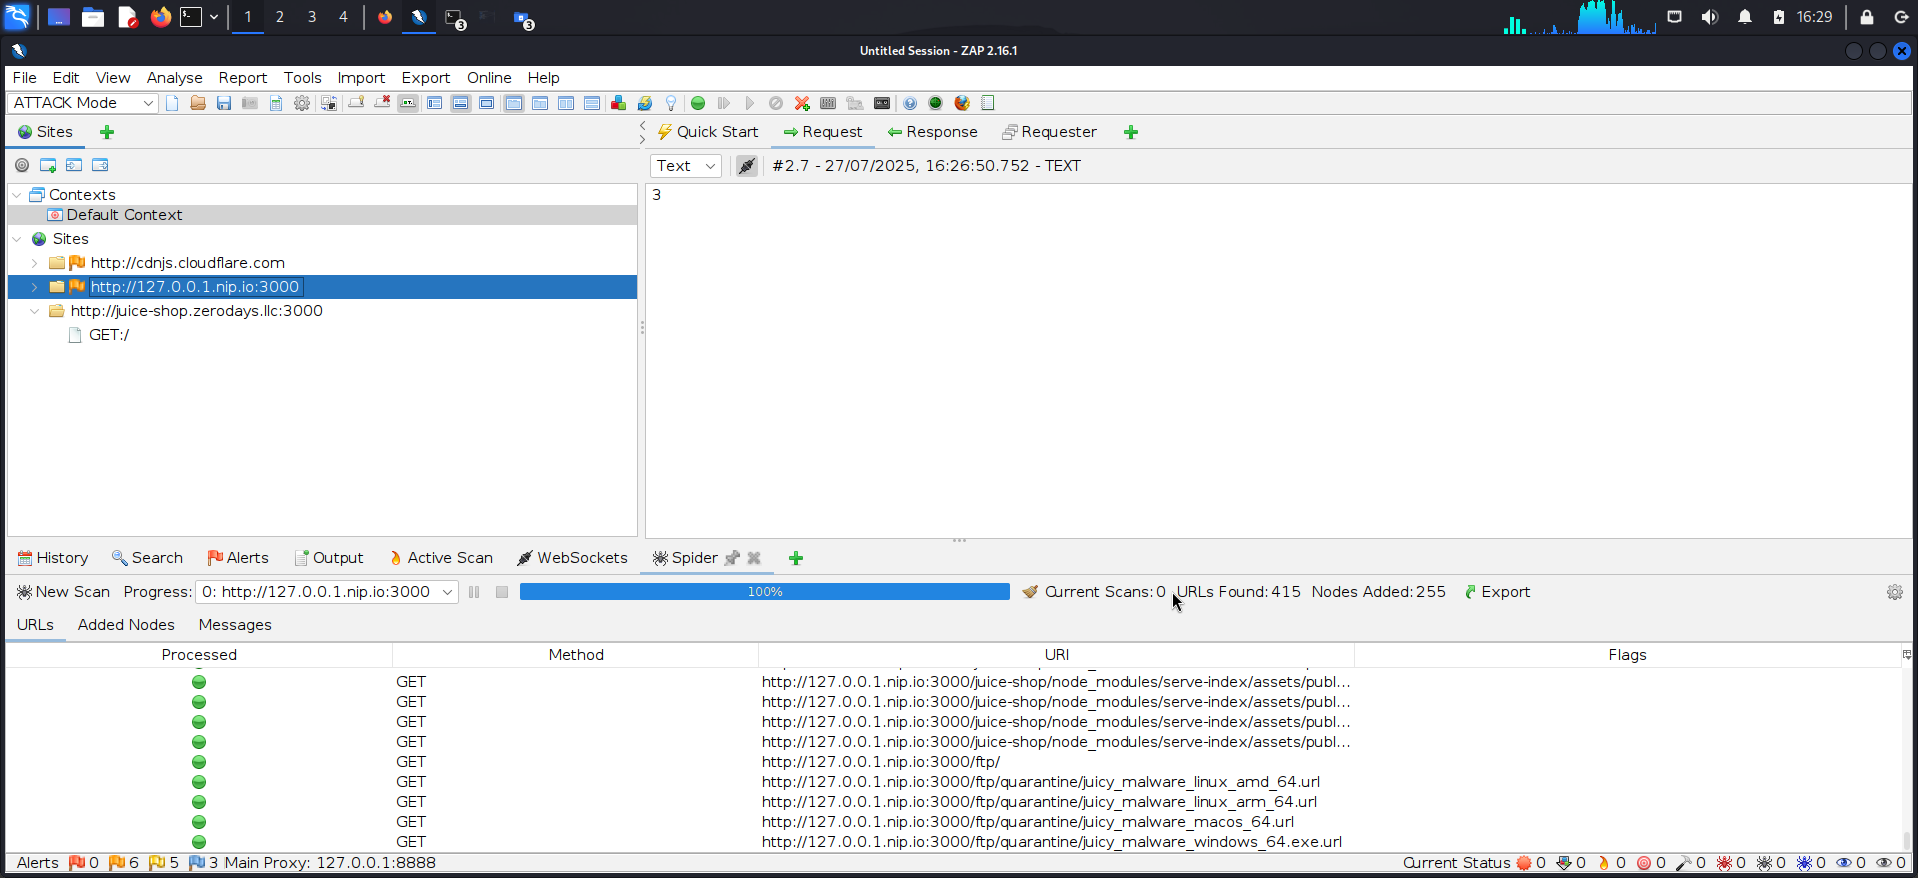 1 2 3 4 3 3 16:29
Untitled Session - ZAP 2.16.1
File Edit View Analyse Report Tools Import Export Online Help
ATTACK Mode
Sites
Quick Start Request Response Requester
Text #2.7 - 27/07/2025, 16:26:50.752 - TEXT
Contexts
Default Context
Sites
http://cdnjs.cloudflare.com
http://127.0.0.1.nip.io:3000
http://juice-shop.zerodays.llc:3000
GET:/
3
History Search Alerts Output Active Scan WebSockets Spider
New Scan Progress: 0: http://127.0.0.1.nip.io:3000 100% Current Scans: 0 URLs Found: 415 Nodes Added: 255 Export
URLs Added Nodes Messages
Processed Method URI Flags
GET http://127.0.0.1.nip.io:3000/juice-shop/node_modules/serve-index/assets/publ...
GET http://127.0.0.1.nip.io:3000/juice-shop/node_modules/serve-index/assets/publ...
GET http://127.0.0.1.nip.io:3000/juice-shop/node_modules/serve-index/assets/publ...
GET http://127.0.0.1.nip.io:3000/juice-shop/node_modules/serve-index/assets/publ...
GET http://127.0.0.1.nip.io:3000/ftp/
GET http://127.0.0.1.nip.io:3000/ftp/quarantine/juicy_malware_linux_amd_64.url
GET http://127.0.0.1.nip.io:3000/ftp/quarantine/juicy_malware_linux_arm_64.url
GET http://127.0.0.1.nip.io:3000/ftp/quarantine/juicy_malware_macos_64.url
GET http://127.0.0.1.nip.io:3000/ftp/quarantine/juicy_malware_windows_64.exe.url
Alerts 0 6 5 3 Main Proxy: 127.0.0.1:8888 Current Status 0 0 0 0 0 0 0 0 0 0